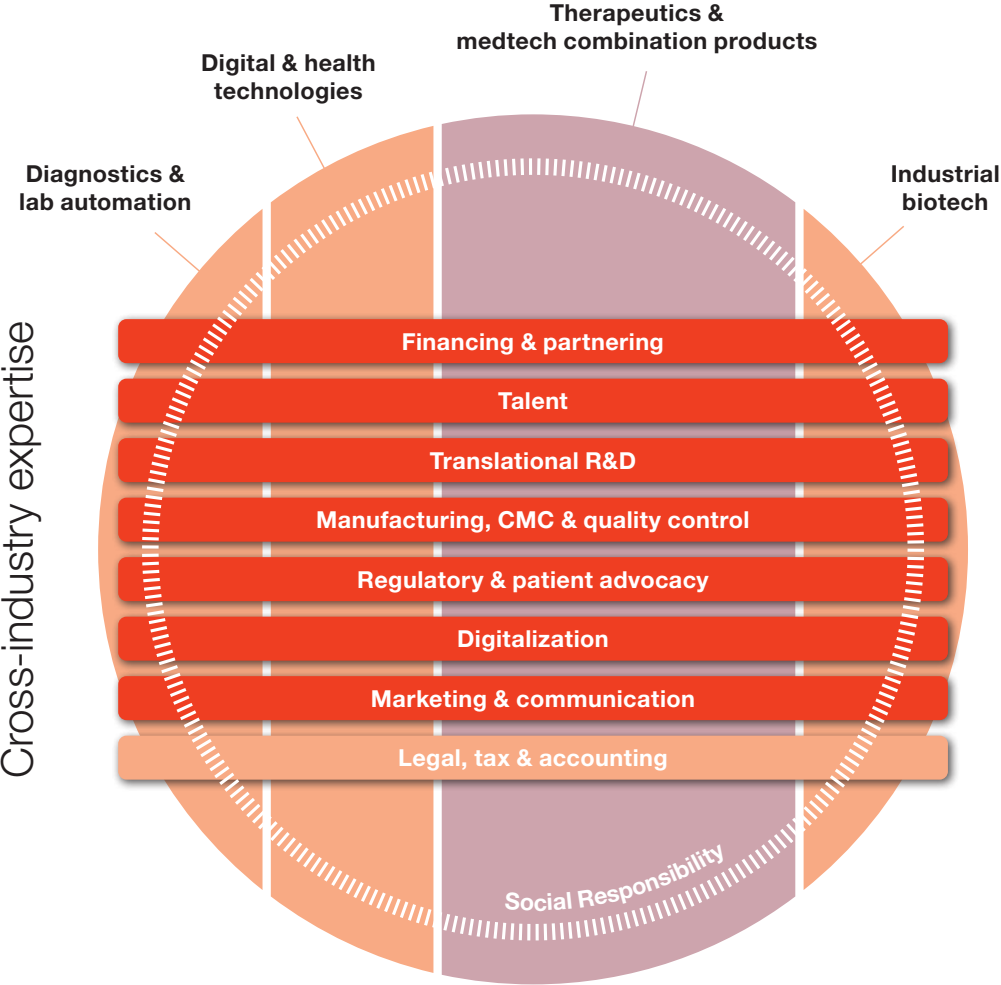 Therapeutics &
medtech combination products
Digital & health
technologies
Diagnostics &
lab automation
Industrial
biotech
Cross-industry expertise
Financing & partnering
Talent
Translational R&D
Manufacturing, CMC & quality control
Regulatory & patient advocacy
Digitalization
Marketing & communication
Legal, tax & accounting
Social Responsibility